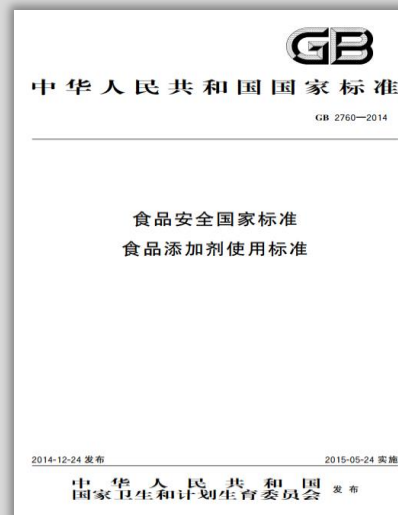 GB
中华人民共和国国家标准
GB 2760—2014
食品安全国家标准
食品添加剂使用标准
2014-12-24 发布
2015-05-24 实施
中华人民共和国
国家卫生和计划生育委员会 发布